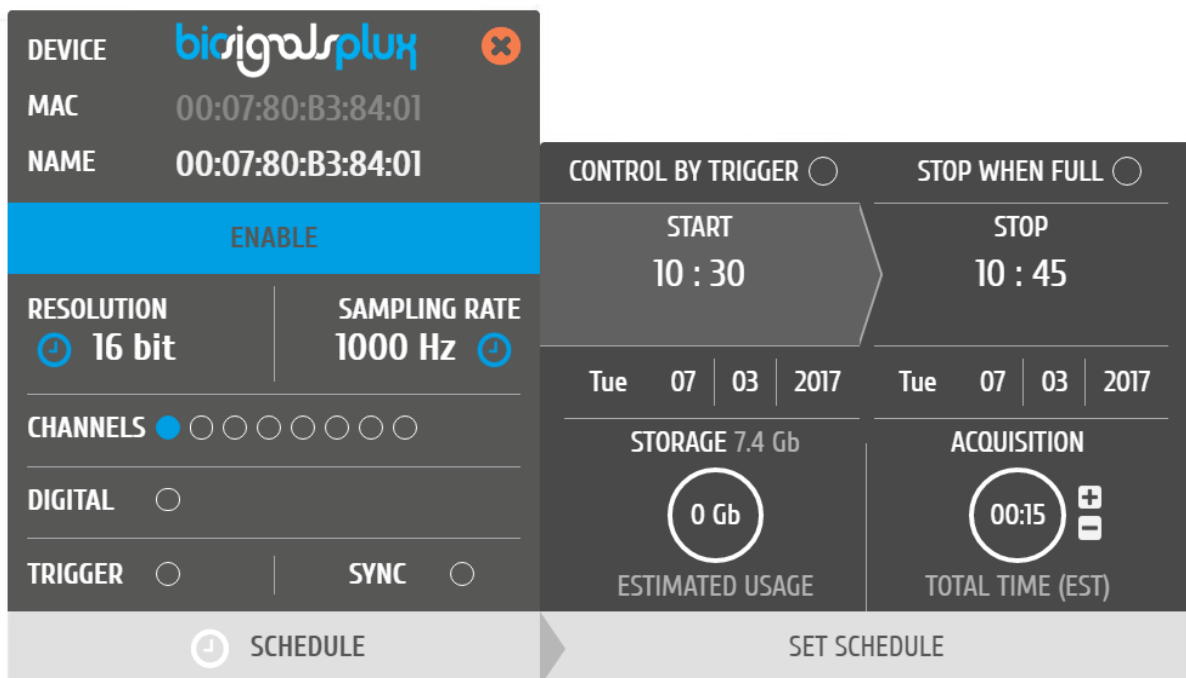 DEVICE biosignalsplux
MAC 00:07:80:B3:84:01
NAME 00:07:80:B3:84:01
ENABLE
RESOLUTION SAMPLING RATE
16 bit 1000 Hz
CHANNELS
DIGITAL
TRIGGER SYNC
SCHEDULE
CONTROL BY TRIGGER STOP WHEN FULL
START STOP
10 : 30 10 : 45
Tue 07 03 2017 Tue 07 03 2017
STORAGE 7.4 Gb ACQUISITION
0 Gb 00:15
ESTIMATED USAGE TOTAL TIME (EST)
SET SCHEDULE